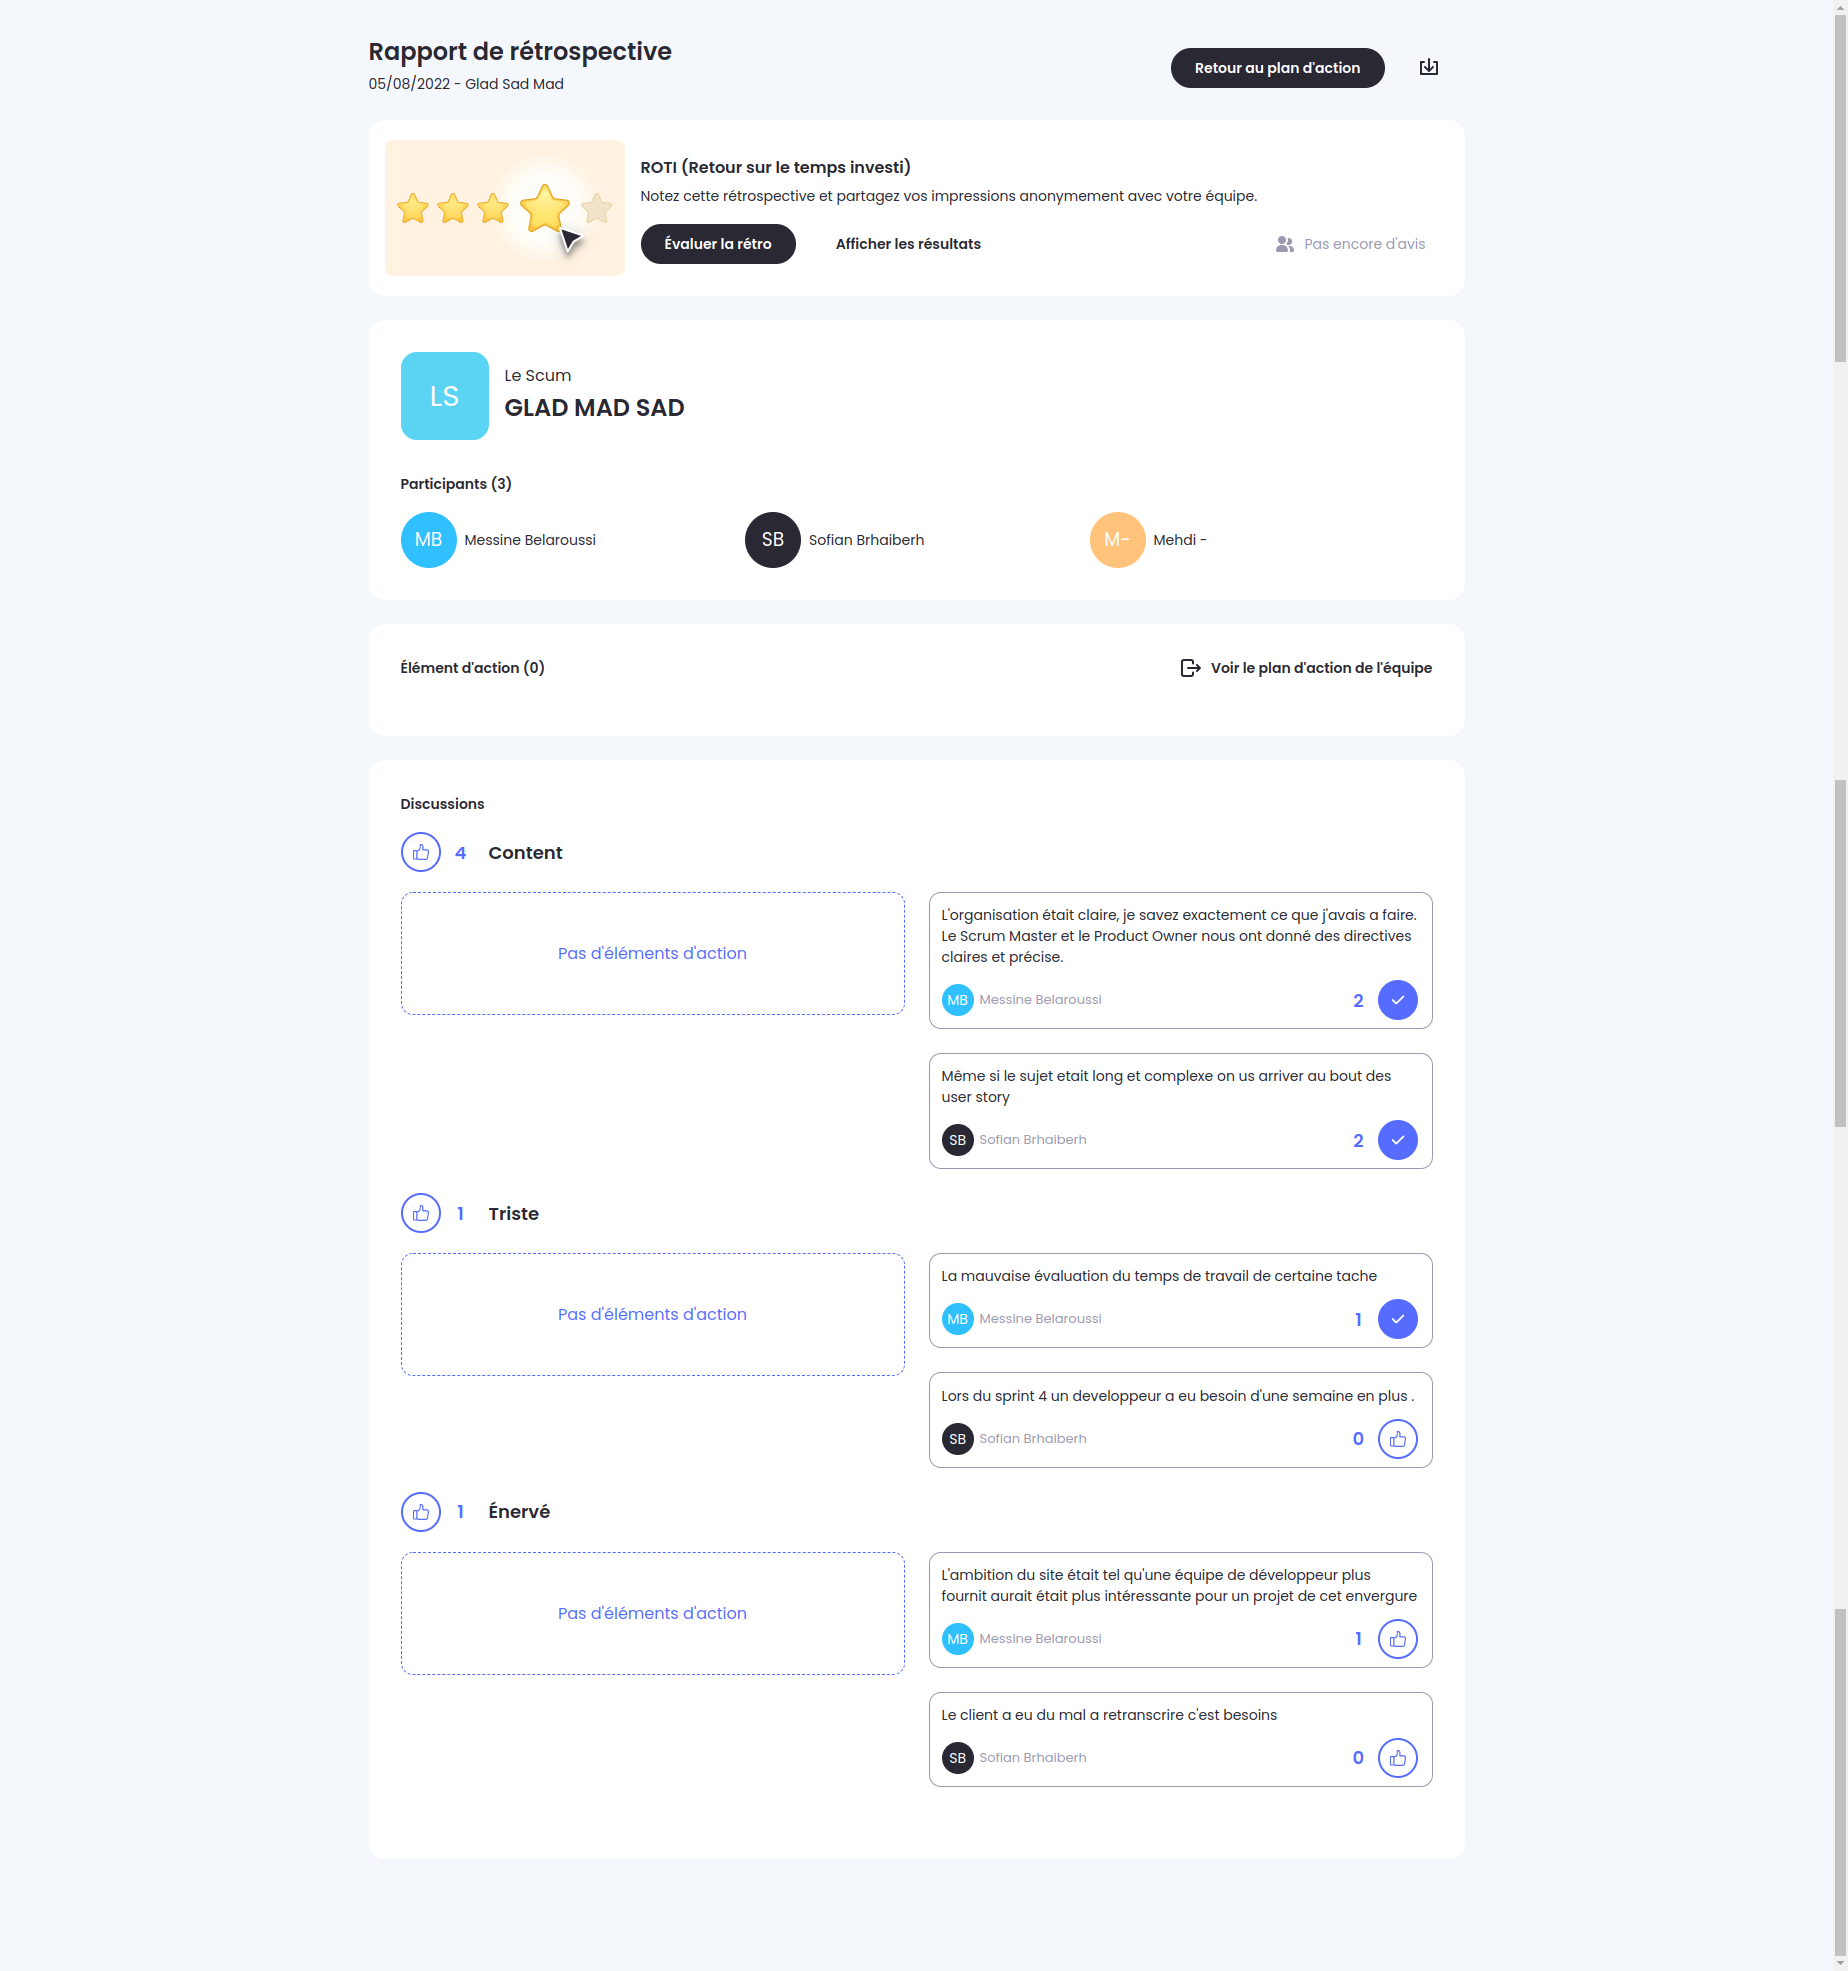 Rapport de rétrospective
05/08/2022 - Glad Sad Mad
Retour au plan d'action
ROTI (Retour sur le temps investi)
Notez cette rétrospective et partagez vos impressions anonymement avec votre équipe.
Évaluer la rétro
Afficher les résultats
Pas encore d'avis
LS
Le Scum
GLAD MAD SAD
Participants (3)
MB Messine Belaroussi
SB Sofian Brhaiberh
M- Mehdi -
Élément d'action (0)
Voir le plan d'action de l'équipe
Discussions
4 Content
Pas d'éléments d'action
L'organisation était claire, je savez exactement ce que j'avais a faire.
Le Scrum Master et le Product Owner nous ont donné des directives
claires et précise.
MB Messine Belaroussi 2
Même si le sujet etait long et complexe on us arriver au bout des
user story
SB Sofian Brhaiberh 2
1 Triste
Pas d'éléments d'action
La mauvaise évaluation du temps de travail de certaine tache
MB Messine Belaroussi 1
Lors du sprint 4 un developpeur a eu besoin d'une semaine en plus .
SB Sofian Brhaiberh 0
1 Énervé
Pas d'éléments d'action
L'ambition du site était tel qu'une équipe de développeur plus
fournit aurait était plus intéressante pour un projet de cet envergure
MB Messine Belaroussi 1
Le client a eu du mal a retranscrire c'est besoins
SB Sofian Brhaiberh 0